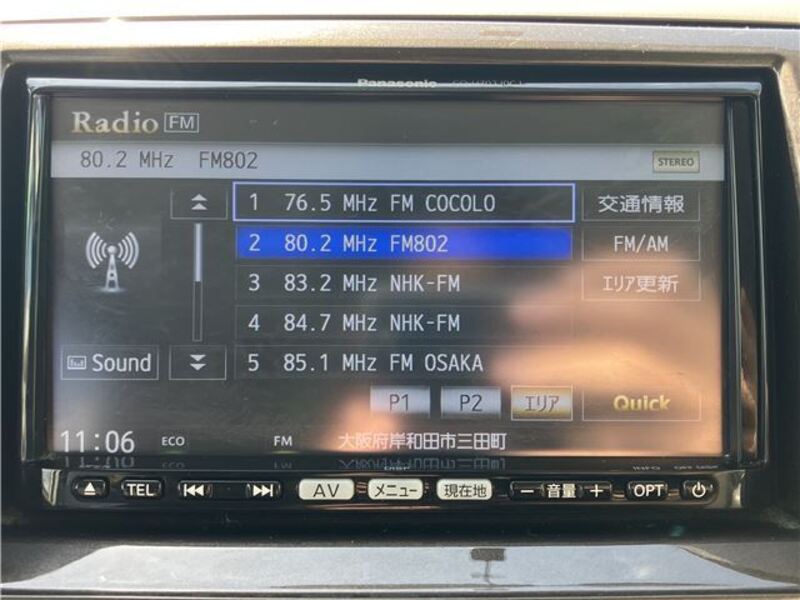 Panasonic
Radio FM
80.2 MHz FM802 STEREO
1 76.5 MHz FM COCOLO 交通情報
2 80.2 MHz FM802 FM/AM
3 83.2 MHz NHK-FM エリア更新
4 84.7 MHz NHK-FM
Sound 5 85.1 MHz FM OSAKA
P1 P2 エリア Quick
11:06 ECO FM 大阪府岸和田市三田町
DISP INFO OFF DISP
TEL AV メニュー 現在地 − 音量 + OPT